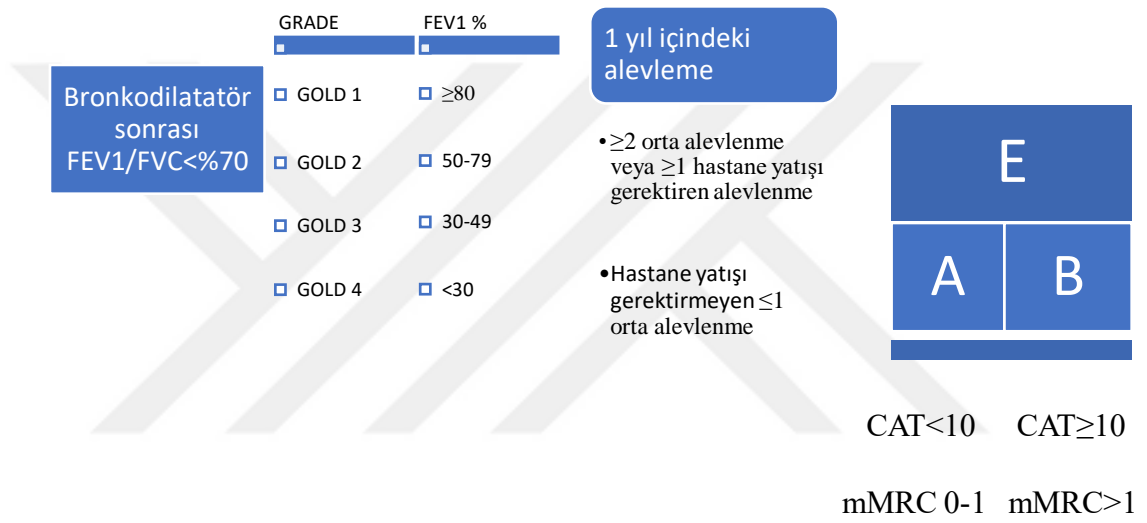 Bronkodilatatör
sonrası
FEV1/FVC<%70
GRADE FEV1 %
GOLD 1 ≥80
GOLD 2 50-79
GOLD 3 30-49
GOLD 4 <30
1 yıl içindeki
alevleme
•≥2 orta alevlenme
veya ≥1 hastane yatışı
gerektiren alevlenme
•Hastane yatışı
gerektirmeyen ≤1
orta alevlenme
E
A B
CAT<10 CAT≥10
mMRC 0-1 mMRC>1